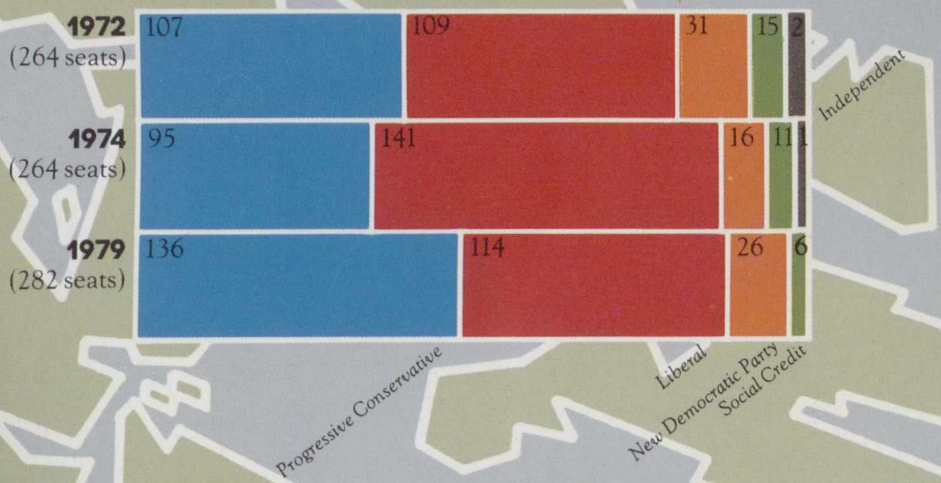 1972
(264 seats)
107
109
31
15
2
Independent
1974
(264 seats)
95
141
16
11
1
1979
(282 seats)
136
114
26
6
Progressive Conservative
Liberal
New Democratic Party
Social Credit